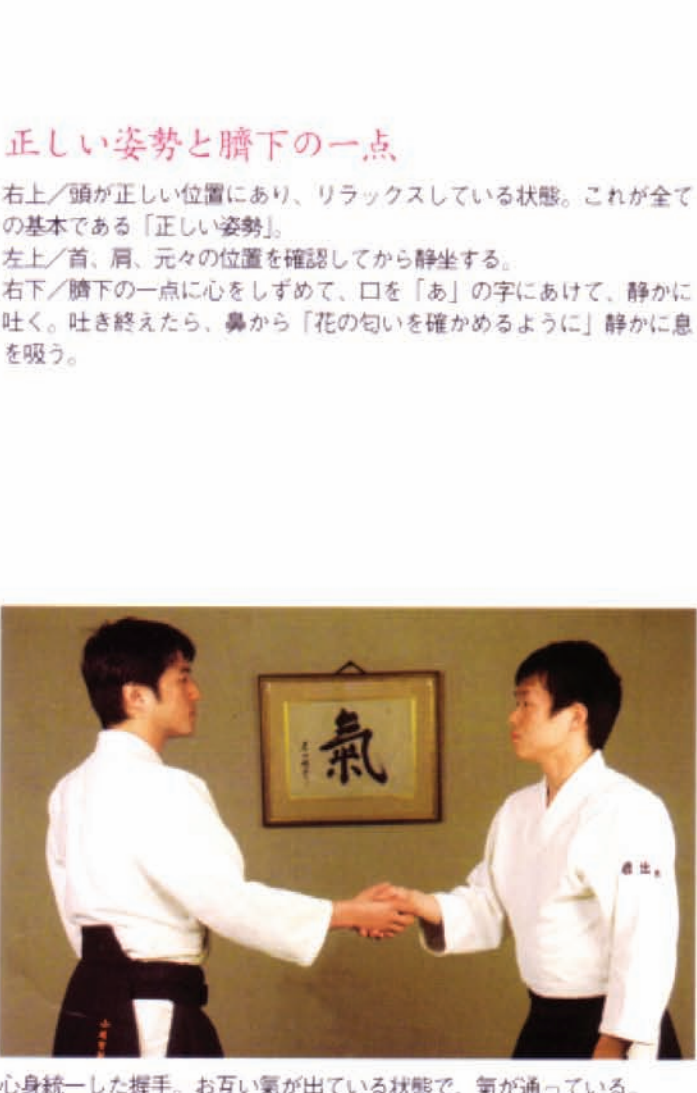 正しい姿勢と臍下の一点
右上／頭が正しい位置にあり、リラックスしている状態。これが全て
の基本である「正しい姿勢」。
左上／首、肩、元々の位置を確認してから静坐する。
右下／臍下の一点に心をしずめて、口を「あ」の字にあけて、静かに
吐く。吐き終えたら、鼻から「花の匂いを確かめるように」静かに息
を吸う。
氣
心身統一した握手。お互い氣が出ている状態で、氣が通っている。